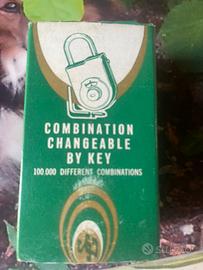 COMBINATION
CHANGEABLE
BY KEY
100.000 DIFFERENT COMBINATIONS